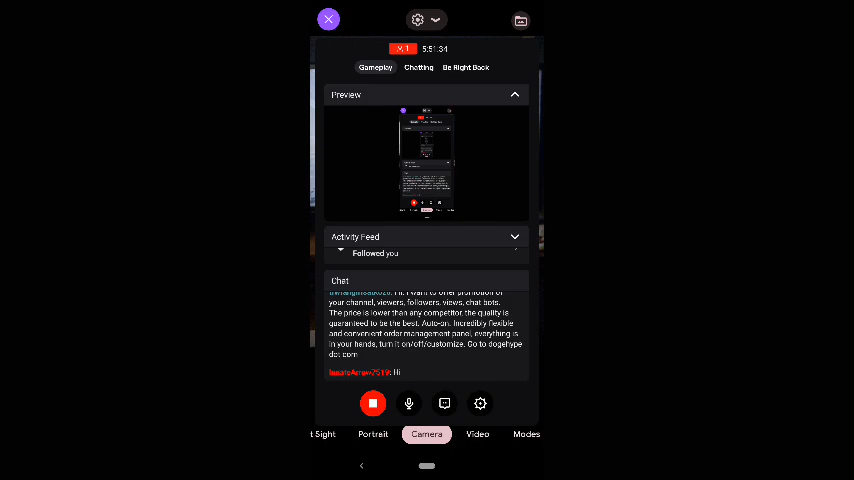 1 5:51:34
Gameplay Chatting Be Right Back
Preview
Activity Feed
Followed you
Chat
Hi. I want to offer promotion of
your channel, viewers, followers, views, chat bots.
The price is lower than any competitor, the quality is
guaranteed to be the best. Auto-on. Incredibly flexible
and convenient order management panel, everything is
in your hands, turn it on/off/customize. Go to dogehype
dot com
InnateArrow7519: Hi
t Sight Portrait Camera Video Modes